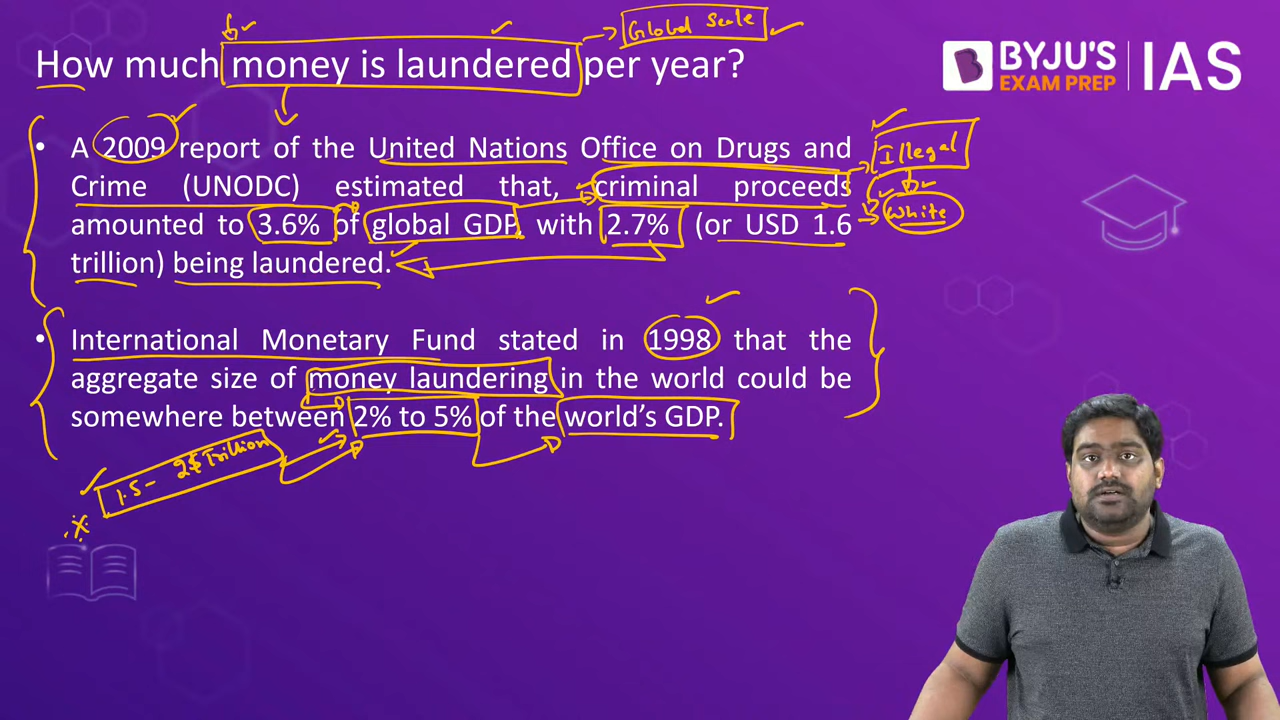 Global Scale
How much money is laundered per year?
BYJU'S
EXAM PREP
IAS
• A 2009 report of the United Nations Office on Drugs and
Crime (UNODC) estimated that, criminal proceeds
amounted to 3.6% of global GDP, with 2.7% (or USD 1.6
trillion) being laundered.
Illegal
White
• International Monetary Fund stated in 1998 that the
aggregate size of money laundering in the world could be
somewhere between 2% to 5% of the world's GDP.
1.5 - 2$ Trillion